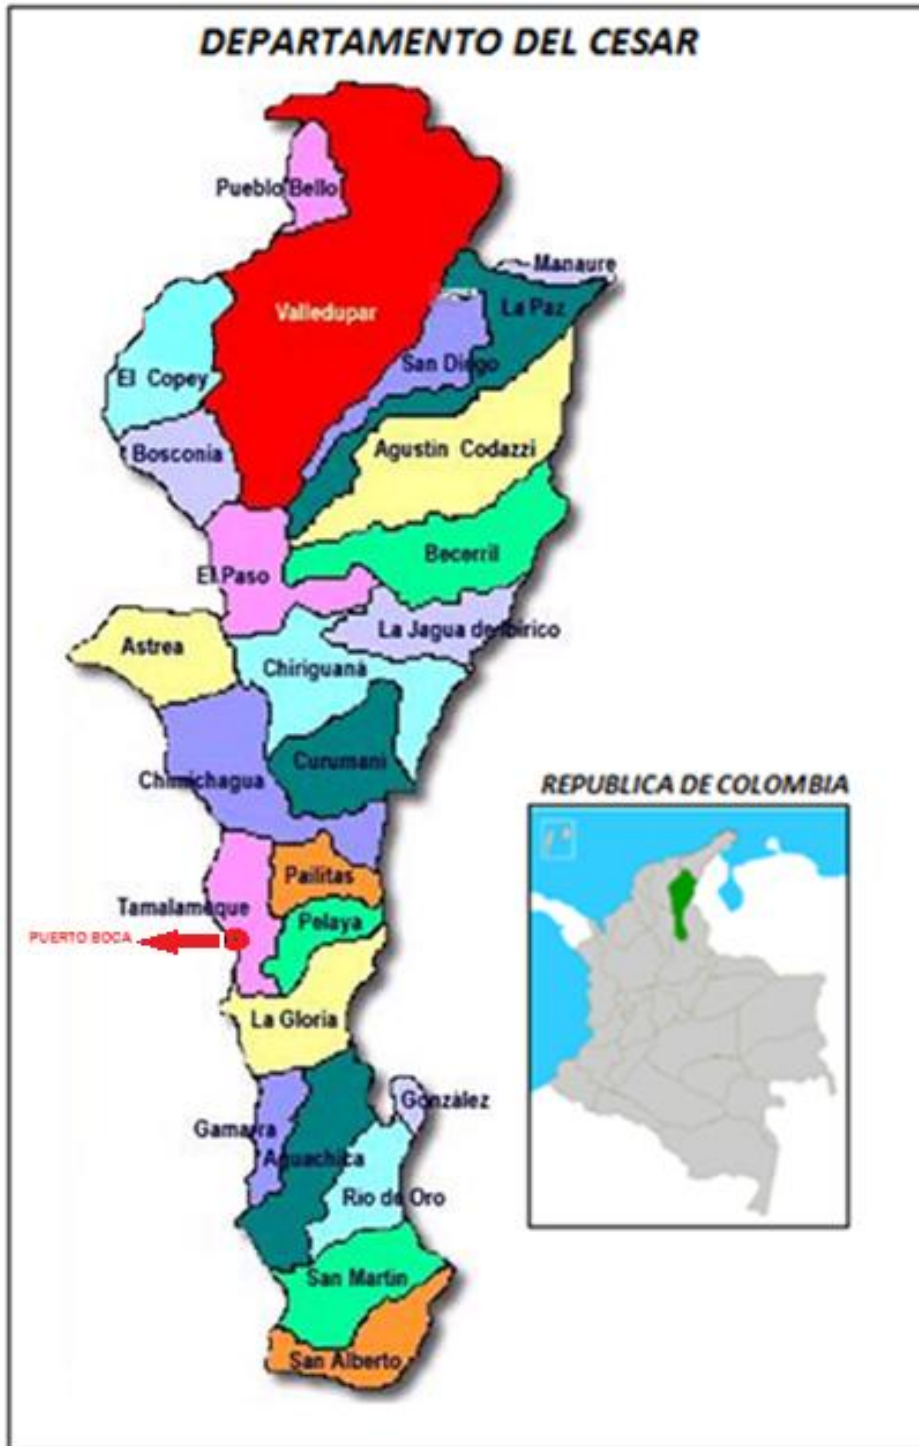 DEPARTAMENTO DEL CESAR
Pueblo Bello
Manaure
La Paz
Valledupar
San Diego
El Copey
Agustin Codazzi
Bosconia
Becerril
El Paso
La Jagua de Ibirico
Astrea
Chiriguaná
Curumaní
Chimichagua
REPUBLICA DE COLOMBIA
Pailitas
Tamalameque
Pelaya
PUERTO BOCA
La Gloria
González
Gamarra
Aguachica
Rio de Oro
San Martin
San Alberto